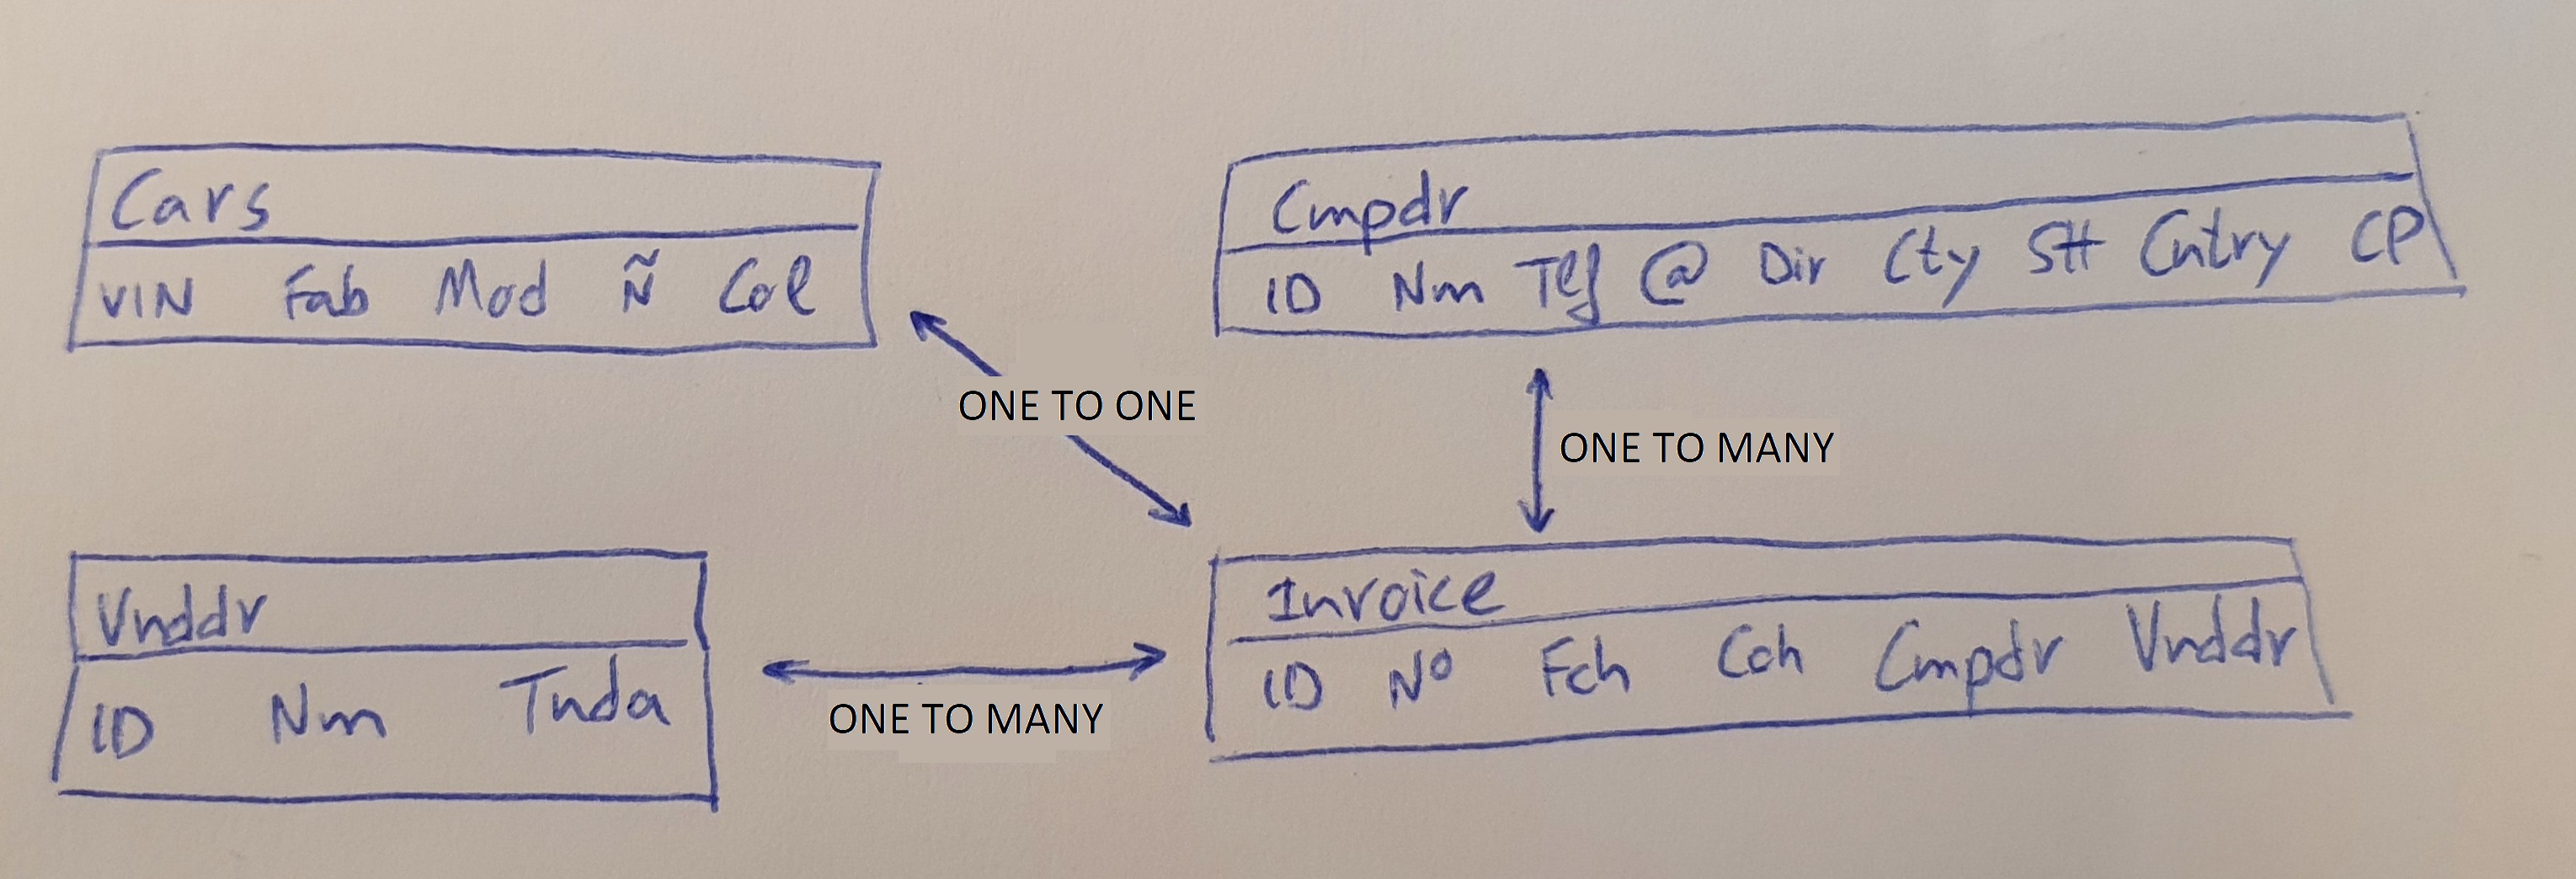 Cars
VIN Fab Mod Ñ Col
Cmpdr
ID Nm Tlf @ Dir Cty Stt Cntry CP
ONE TO ONE
ONE TO MANY
Vnddr
ID Nm Tnda
ONE TO MANY
Invoice
ID Nº Fch Coh Cmpdr Vnddr